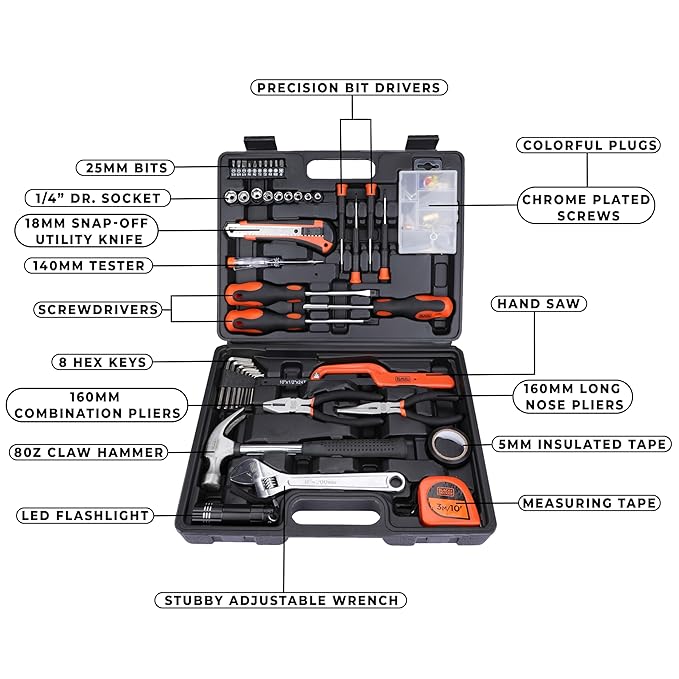 PRECISION BIT DRIVERS
COLORFUL PLUGS
25MM BITS
1/4” DR. SOCKET
CHROME PLATED
SCREWS
18MM SNAP-OFF
UTILITY KNIFE
140MM TESTER
SCREWDRIVERS
HAND SAW
8 HEX KEYS
160MM
COMBINATION PLIERS
160MM LONG
NOSE PLIERS
80Z CLAW HAMMER
5MM INSULATED TAPE
LED FLASHLIGHT
MEASURING TAPE
3M/10'
STUBBY ADJUSTABLE WRENCH